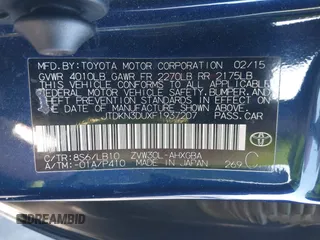 MFD.BY:TOYOTA MOTOR CORPORATION 02/15
GVWR 4010LB,GAWR FR 2270LB RR 2175LB
THIS VEHICLE CONFORMS TO ALL APPLICABLE
FEDERAL MOTOR VEHICLE SAFETY, BUMPER, AND
THEFT PREVENTION STANDARDS IN EFFECT ON
THE DATE OF MANUFACTURE SHOWN ABOVE.
JTDKN3DUXF1937207 PASS.CAR
C/TR:8S6/LB10 ZVW30L-AHXGBA
A/TM:-01A/P410 MADE IN JAPAN 269 C
DREAMBID